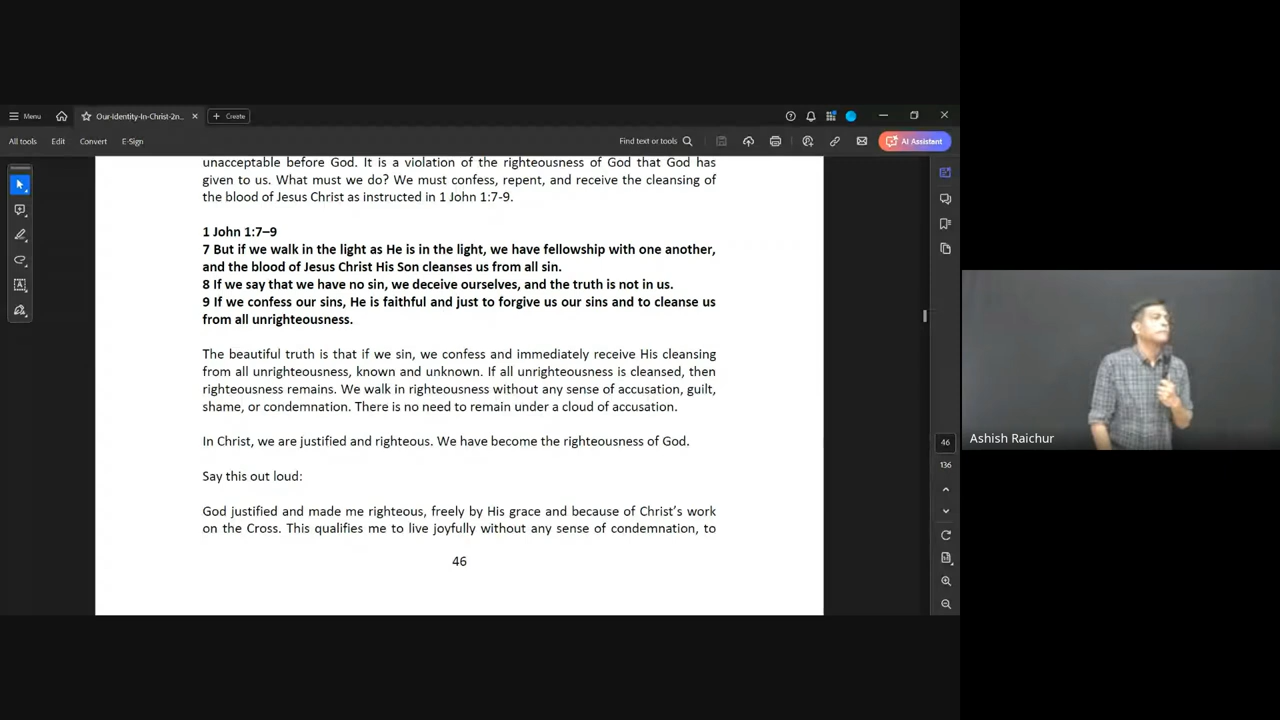 Menu
Our-Identity-In-Christ-2n...
Create
All tools
Edit
Convert
E-Sign
Find text or tools
AI Assistant
unacceptable before God. It is a violation of the righteousness of God that God has
given to us. What must we do? We must confess, repent, and receive the cleansing of
the blood of Jesus Christ as instructed in 1 John 1:7-9.
1 John 1:7–9
7 But if we walk in the light as He is in the light, we have fellowship with one another,
and the blood of Jesus Christ His Son cleanses us from all sin.
8 If we say that we have no sin, we deceive ourselves, and the truth is not in us.
9 If we confess our sins, He is faithful and just to forgive us our sins and to cleanse us
from all unrighteousness.
The beautiful truth is that if we sin, we confess and immediately receive His cleansing
from all unrighteousness, known and unknown. If all unrighteousness is cleansed, then
righteousness remains. We walk in righteousness without any sense of accusation, guilt,
shame, or condemnation. There is no need to remain under a cloud of accusation.
In Christ, we are justified and righteous. We have become the righteousness of God.
Say this out loud:
God justified and made me righteous, freely by His grace and because of Christ's work
on the Cross. This qualifies me to live joyfully without any sense of condemnation, to
46
46
136
Ashish Raichur